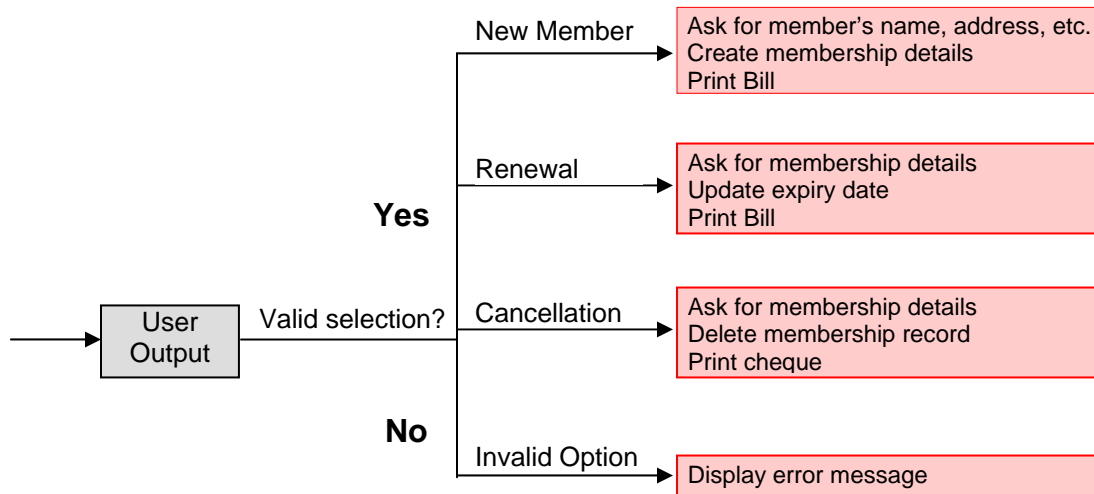 New Member
Ask for member's name, address, etc.
Create membership details
Print Bill
Renewal
Ask for membership details
Update expiry date
Print Bill
Yes
User
Output
Valid selection?
Cancellation
Ask for membership details
Delete membership record
Print cheque
No
Invalid Option
Display error message